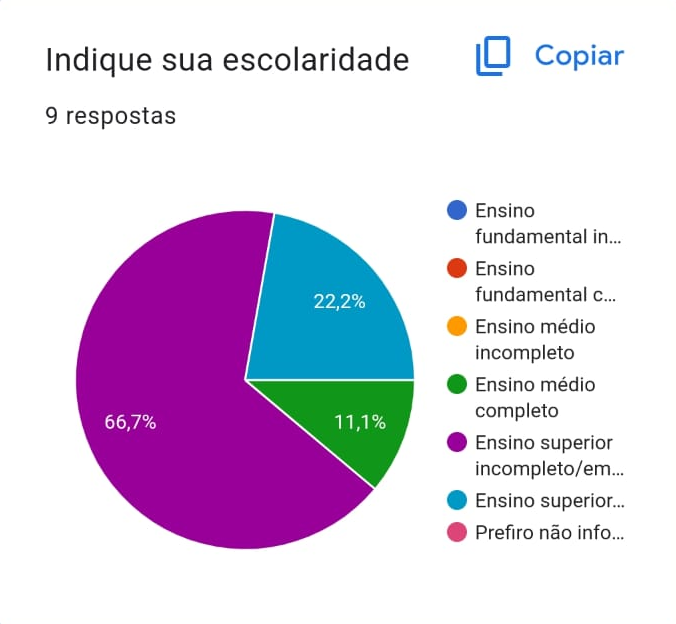 Indique sua escolaridade
Copiar
9 respostas
22,2%
66,7%
11,1%
Ensino
fundamental in...
Ensino
fundamental c...
Ensino médio
incompleto
Ensino médio
completo
Ensino superior
incompleto/em...
Ensino superior...
Prefiro não info...